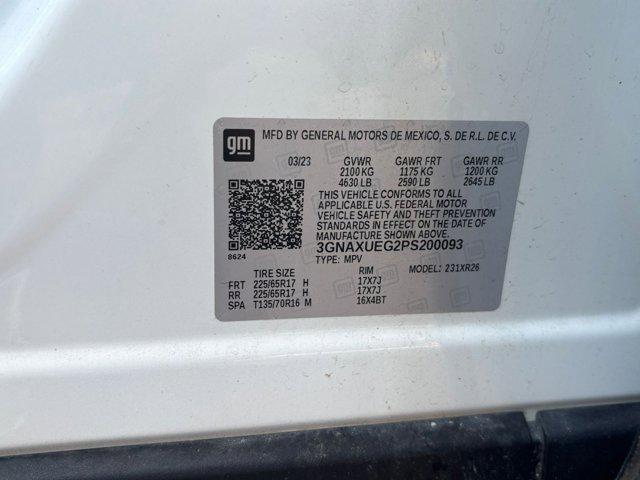 gm
MFD BY GENERAL MOTORS DE MEXICO, S. DE R.L. DE C.V.
03/23 GVWR GAWR FRT GAWR RR
2100 KG 1175 KG 1200 KG
4630 LB 2590 LB 2645 LB
THIS VEHICLE CONFORMS TO ALL
APPLICABLE U.S. FEDERAL MOTOR
VEHICLE SAFETY AND THEFT PREVENTION
STANDARDS IN EFFECT ON THE DATE OF
MANUFACTURE SHOWN ABOVE.
8624
3GNAXUEG2PS200093
TYPE: MPV
MODEL: 231XR26
TIRE SIZE RIM
FRT 225/65R17 H 17X7J
RR 225/65R17 H 17X7J
SPA T135/70R16 M 16X4BT